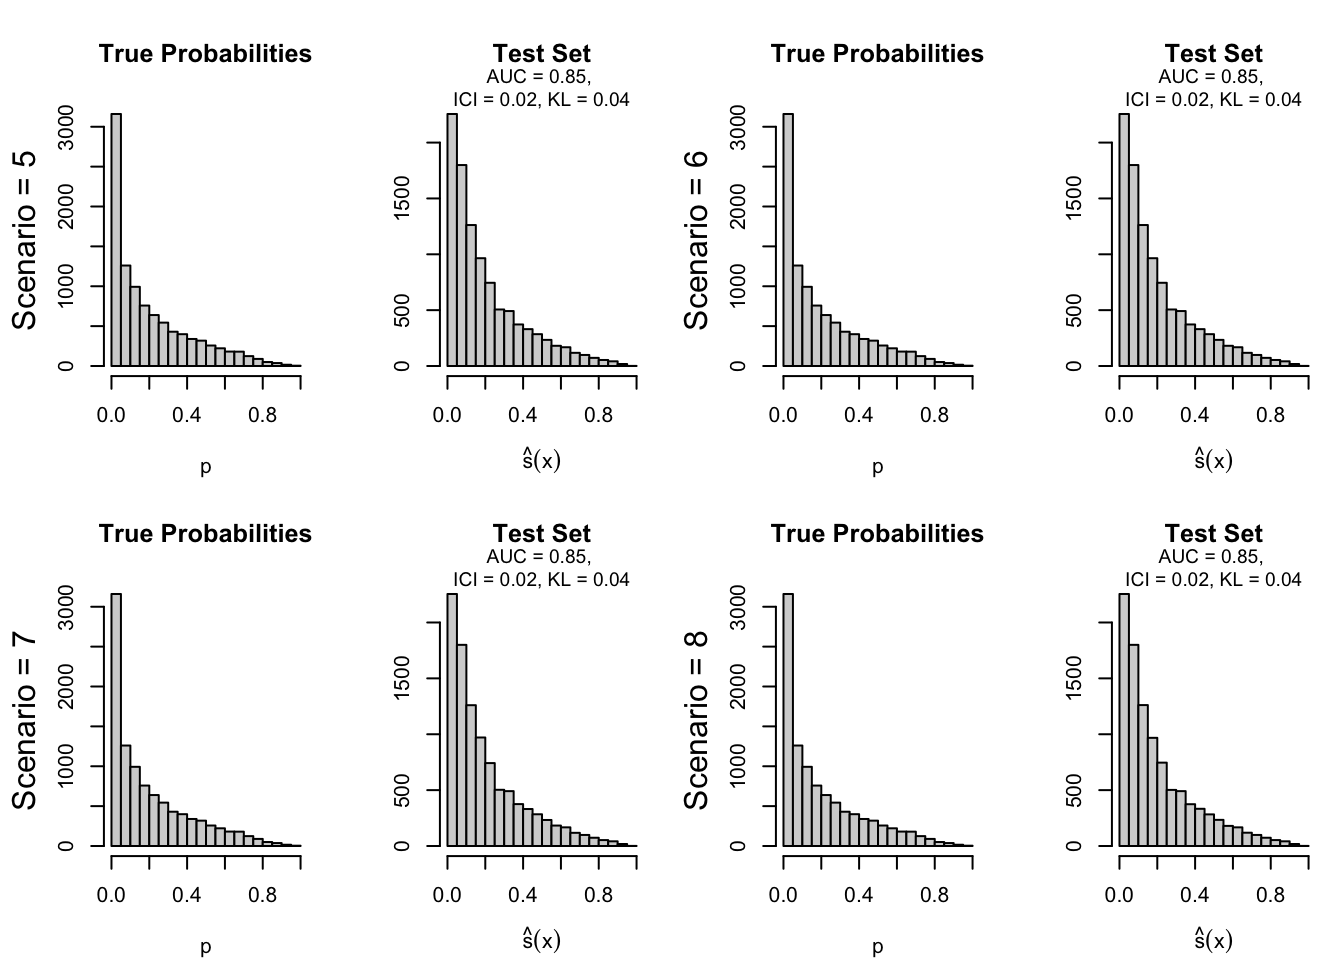 True Probabilities
Test Set
AUC = 0.85,
ICI = 0.02, KL = 0.04
True Probabilities
Test Set
AUC = 0.85,
ICI = 0.02, KL = 0.04
Scenario = 5
3000
2000
1000
0
0.0 0.4 0.8
p
1500
500
0
0.0 0.4 0.8
ŝ(x)
Scenario = 6
3000
2000
1000
0
0.0 0.4 0.8
p
1500
500
0
0.0 0.4 0.8
ŝ(x)
True Probabilities
Test Set
AUC = 0.85,
ICI = 0.02, KL = 0.04
True Probabilities
Test Set
AUC = 0.85,
ICI = 0.02, KL = 0.04
Scenario = 7
3000
2000
1000
0
0.0 0.4 0.8
p
1500
500
0
0.0 0.4 0.8
ŝ(x)
Scenario = 8
3000
2000
1000
0
0.0 0.4 0.8
p
1500
500
0
0.0 0.4 0.8
ŝ(x)